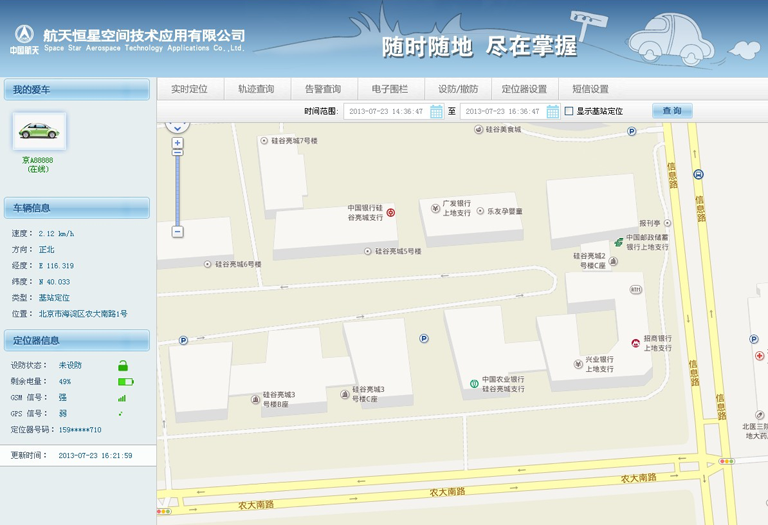 航天恒星空间技术应用有限公司
Space Star Aerospace Technology Applications Co.,Ltd.
中国航天
随时随地 尽在掌握
我的爱车
实时定位
轨迹查询
告警查询
电子围栏
设防/撤防
定位器设置
短信设置
时间范围: 2013-07-23 14:36:47 至 2013-07-23 16:36:47 显示基站定位 查询
京A88888
(在线)
车辆信息
速度: 2.12 km/h
方向: 正北
经度: E 116.319
纬度: N 40.033
类型: 基站定位
位置: 北京市海淀区农大南路1号
定位器信息
设防状态: 未设防
剩余电量: 49%
GSM 信号: 强
GPS 信号: 弱
定位器号码: 159*****710
更新时间: 2013-07-23 16:21:59
硅谷美食城
P
硅谷亮城7号楼
信息路
信息路
中国银行硅
谷亮城支行
广发银行
上地支行
乐友孕婴童
报刊亭
中国邮政储蓄
银行上地支行
硅谷亮城5号楼
硅谷亮城6号楼
硅谷亮城2
号楼C座
P
P
P
招商银行
上地支行
兴业银行
上地支行
信息路
信息路
中国农业银行
硅谷亮城支行
硅谷亮城3
号楼B座
硅谷亮城3
号楼C座
北医三院
地大药
农大南路
农大南路
农大南路